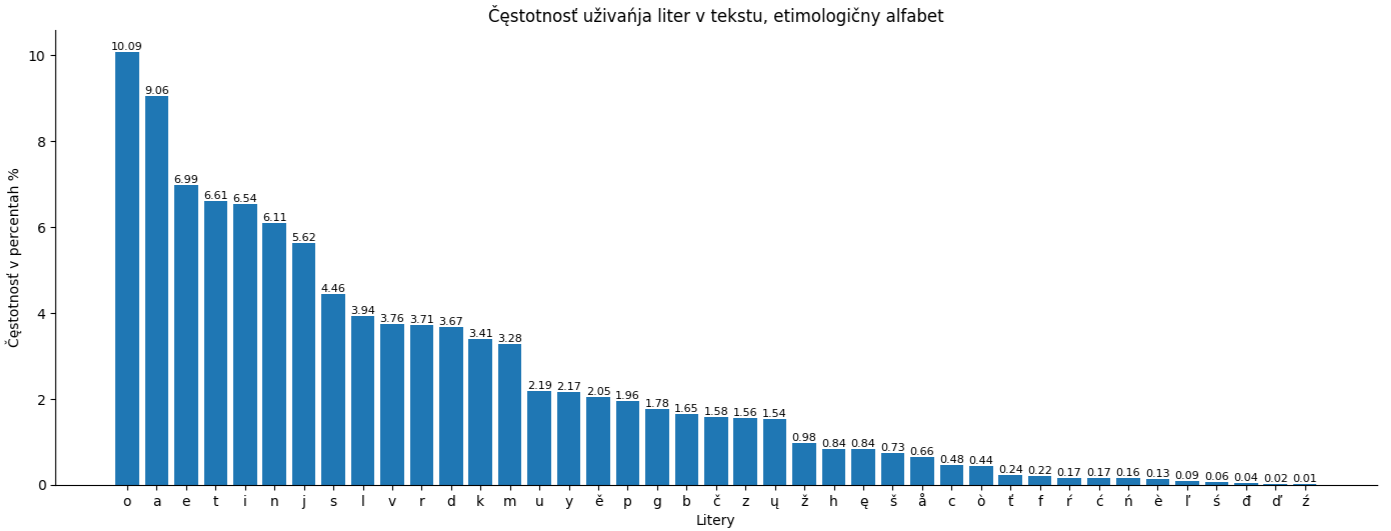 Čęstotnosť uživańja liter v tekstu, etimologičny alfabet
Čęstotnosť v percentah %
10
8
6
4
2
0
10.09 9.06 6.99 6.61 6.54 6.11 5.62 4.46 3.94 3.76 3.71 3.67 3.41 3.28 2.19 2.17 2.05 1.96 1.78 1.65 1.58 1.56 1.54 0.98 0.84 0.84 0.73 0.66 0.48 0.44 0.24 0.22 0.17 0.17 0.16 0.13 0.09 0.06 0.04 0.02 0.01
o a e t i n j s l v r d k m u y ě p g b č z ų ž h ę š å c ò ť f ŕ ć ń è ľ ś đ ď ź
Litery